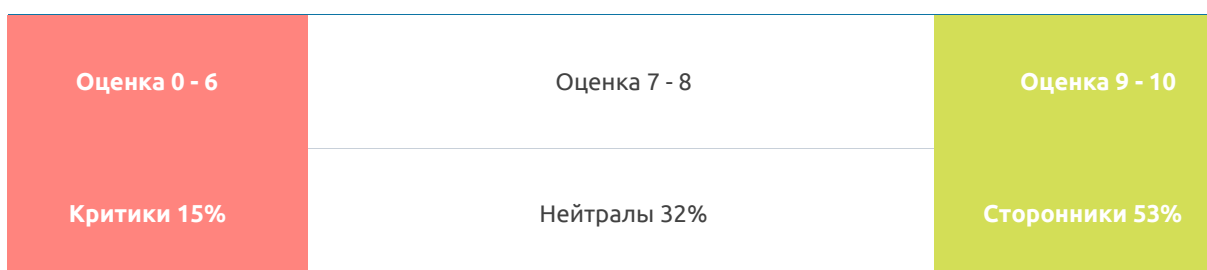 Оценка 0 - 6
Оценка 7 - 8
Оценка 9 - 10
Критики 15%
Нейтралы 32%
Сторонники 53%